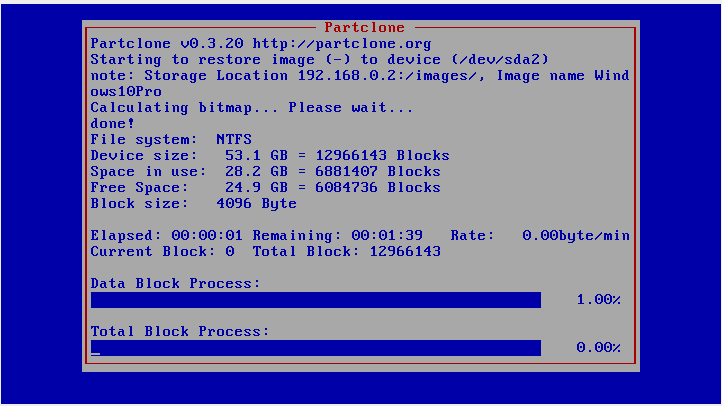 Partclone
Partclone v0.3.20 http://partclone.org
Starting to restore image (-) to device (/dev/sda2)
note: Storage Location 192.168.0.2:/images/, Image name Wind
ows10Pro
Calculating bitmap... Please wait...
done!
File system:  NTFS
Device size:   53.1 GB = 12966143 Blocks
Space in use:  28.2 GB = 6881407 Blocks
Free Space:    24.9 GB = 6084736 Blocks
Block size:   4096 Byte
Elapsed: 00:00:01 Remaining: 00:01:39   Rate:   0.00byte/min
Current Block: 0  Total Block: 12966143
Data Block Process:
1.00%
Total Block Process:
0.00%